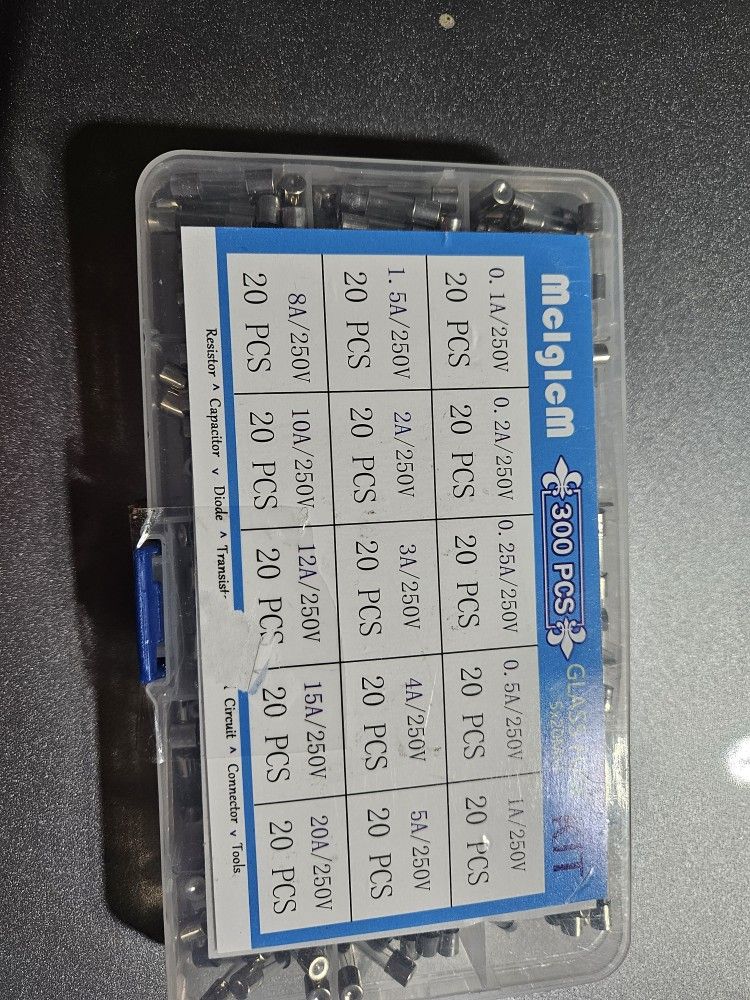 McIgIcM 300 PCS GLASS KIT
0.1A/250V 0.2A/250V 0.25A/250V 0.5A/250V 1A/250V
20 PCS 20 PCS 20 PCS 20 PCS 20 PCS
1.5A/250V 2A/250V 3A/250V 4A/250V 5A/250V
20 PCS 20 PCS 20 PCS 20 PCS 20 PCS
8A/250V 10A/250V 12A/250V 15A/250V 20A/250V
20 PCS 20 PCS 20 PCS 20 PCS 20 PCS
Resistor ^ Capacitor v Diode ^ Circuit ^ Connector v Tools